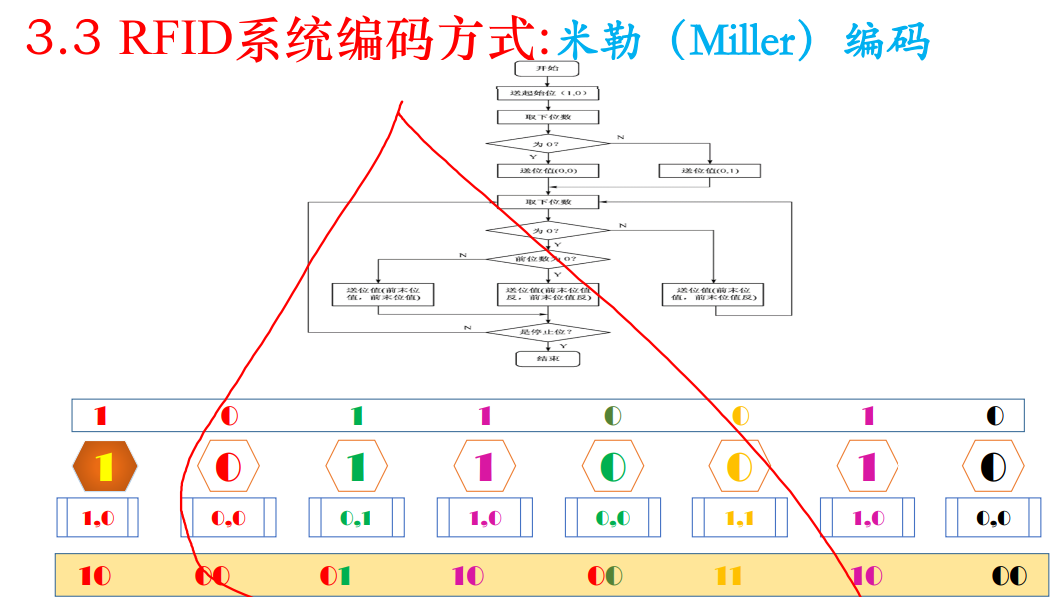 3.3 RFID系统编码方式:米勒（Miller）编码
开始
送起始位（1,0）
取下位数
为 0?
N
Y
送位值(0,0)
送位值(0,1)
取下位数
为 0?
N
Y
前位数为 0?
N
Y
送位值(前末位
值，前末位值)
送位值(前末位值
反，前末位值反)
送位值(前末位
值，前末位值反)
是停止位?
N
Y
结束
1 0 1 1 0 0 1 0
1 0 1 1 0 0 1 0
1,0 0,0 0,1 1,0 0,0 1,1 1,0 0,0
10 00 01 10 00 11 10 00